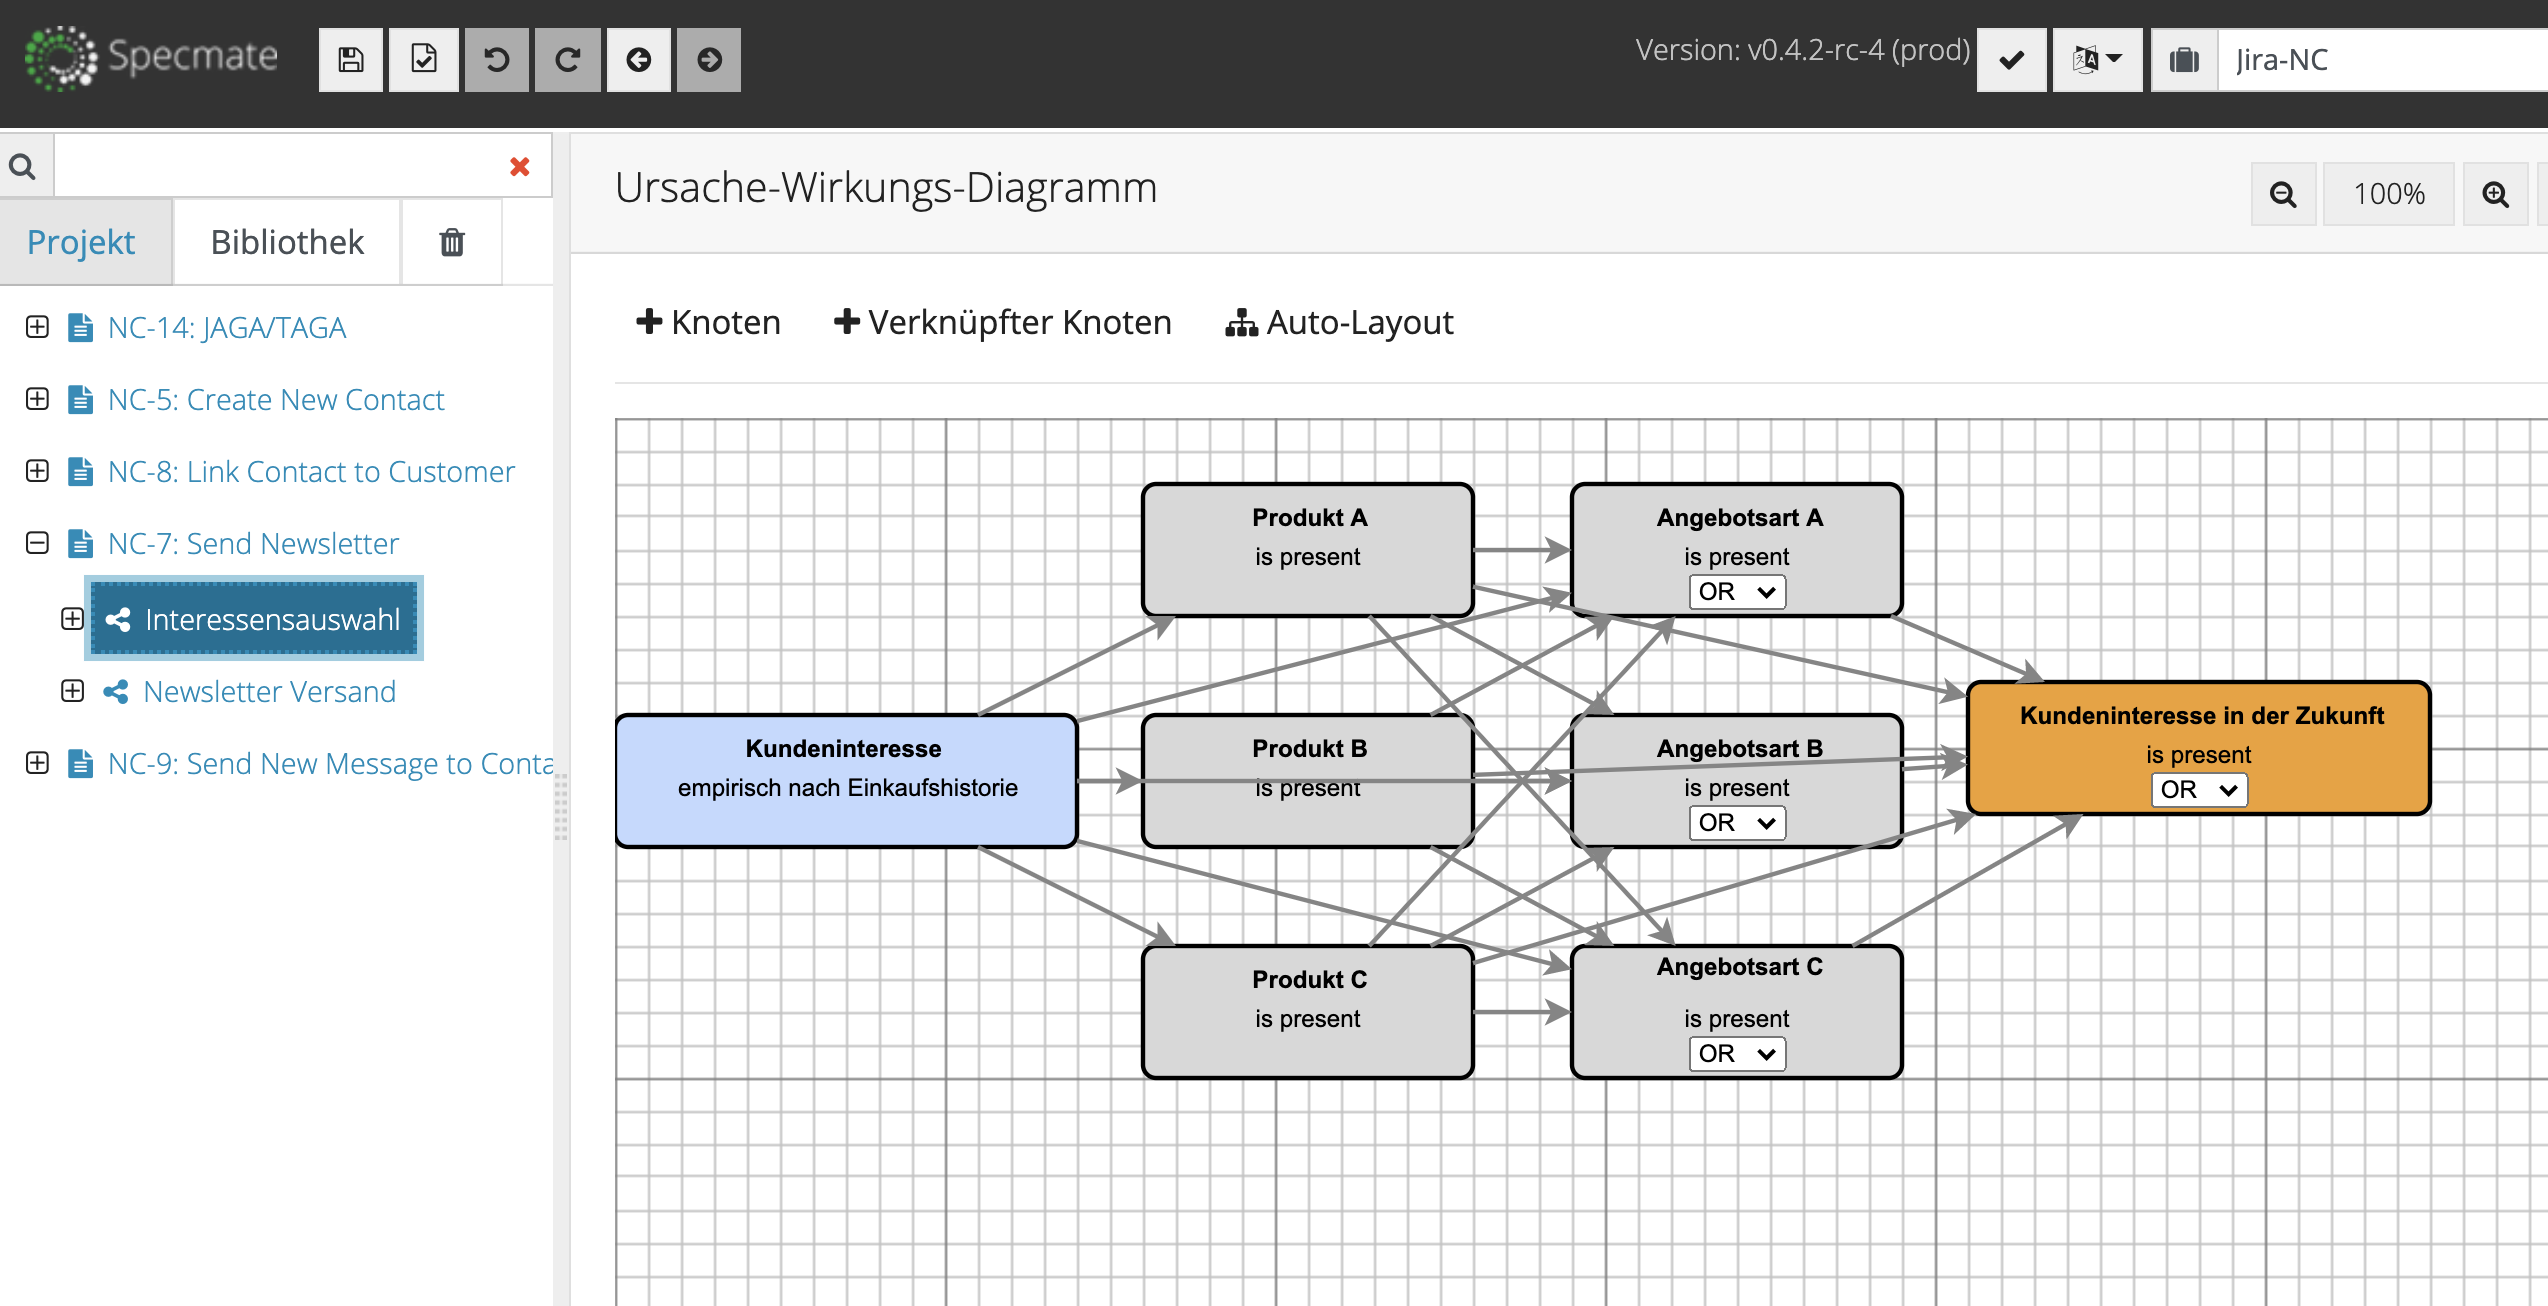 Specmate
Version: v0.4.2-rc-4 (prod)
Jira-NC
Ursache-Wirkungs-Diagramm
100%
Projekt
Bibliothek
NC-14: JAGA/TAGA
NC-5: Create New Contact
NC-8: Link Contact to Customer
NC-7: Send Newsletter
Interessensauswahl
Newsletter Versand
NC-9: Send New Message to Conta
Knoten
Verknüpfter Knoten
Auto-Layout
Produkt A
is present
Angebotsart A
is present
OR
Kundeninteresse
empirisch nach Einkaufshistorie
Produkt B
is present
Angebotsart B
is present
OR
Kundeninteresse in der Zukunft
is present
OR
Produkt C
is present
Angebotsart C
is present
OR